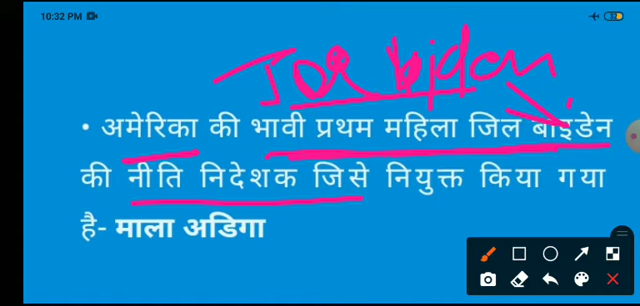 10:32 PM
Joe biden
• अमेरिका की भावी प्रथम महिला जिल बाइडेन
की नीति निदेशक जिसे नियुक्त किया गया
है- माला अडिगा